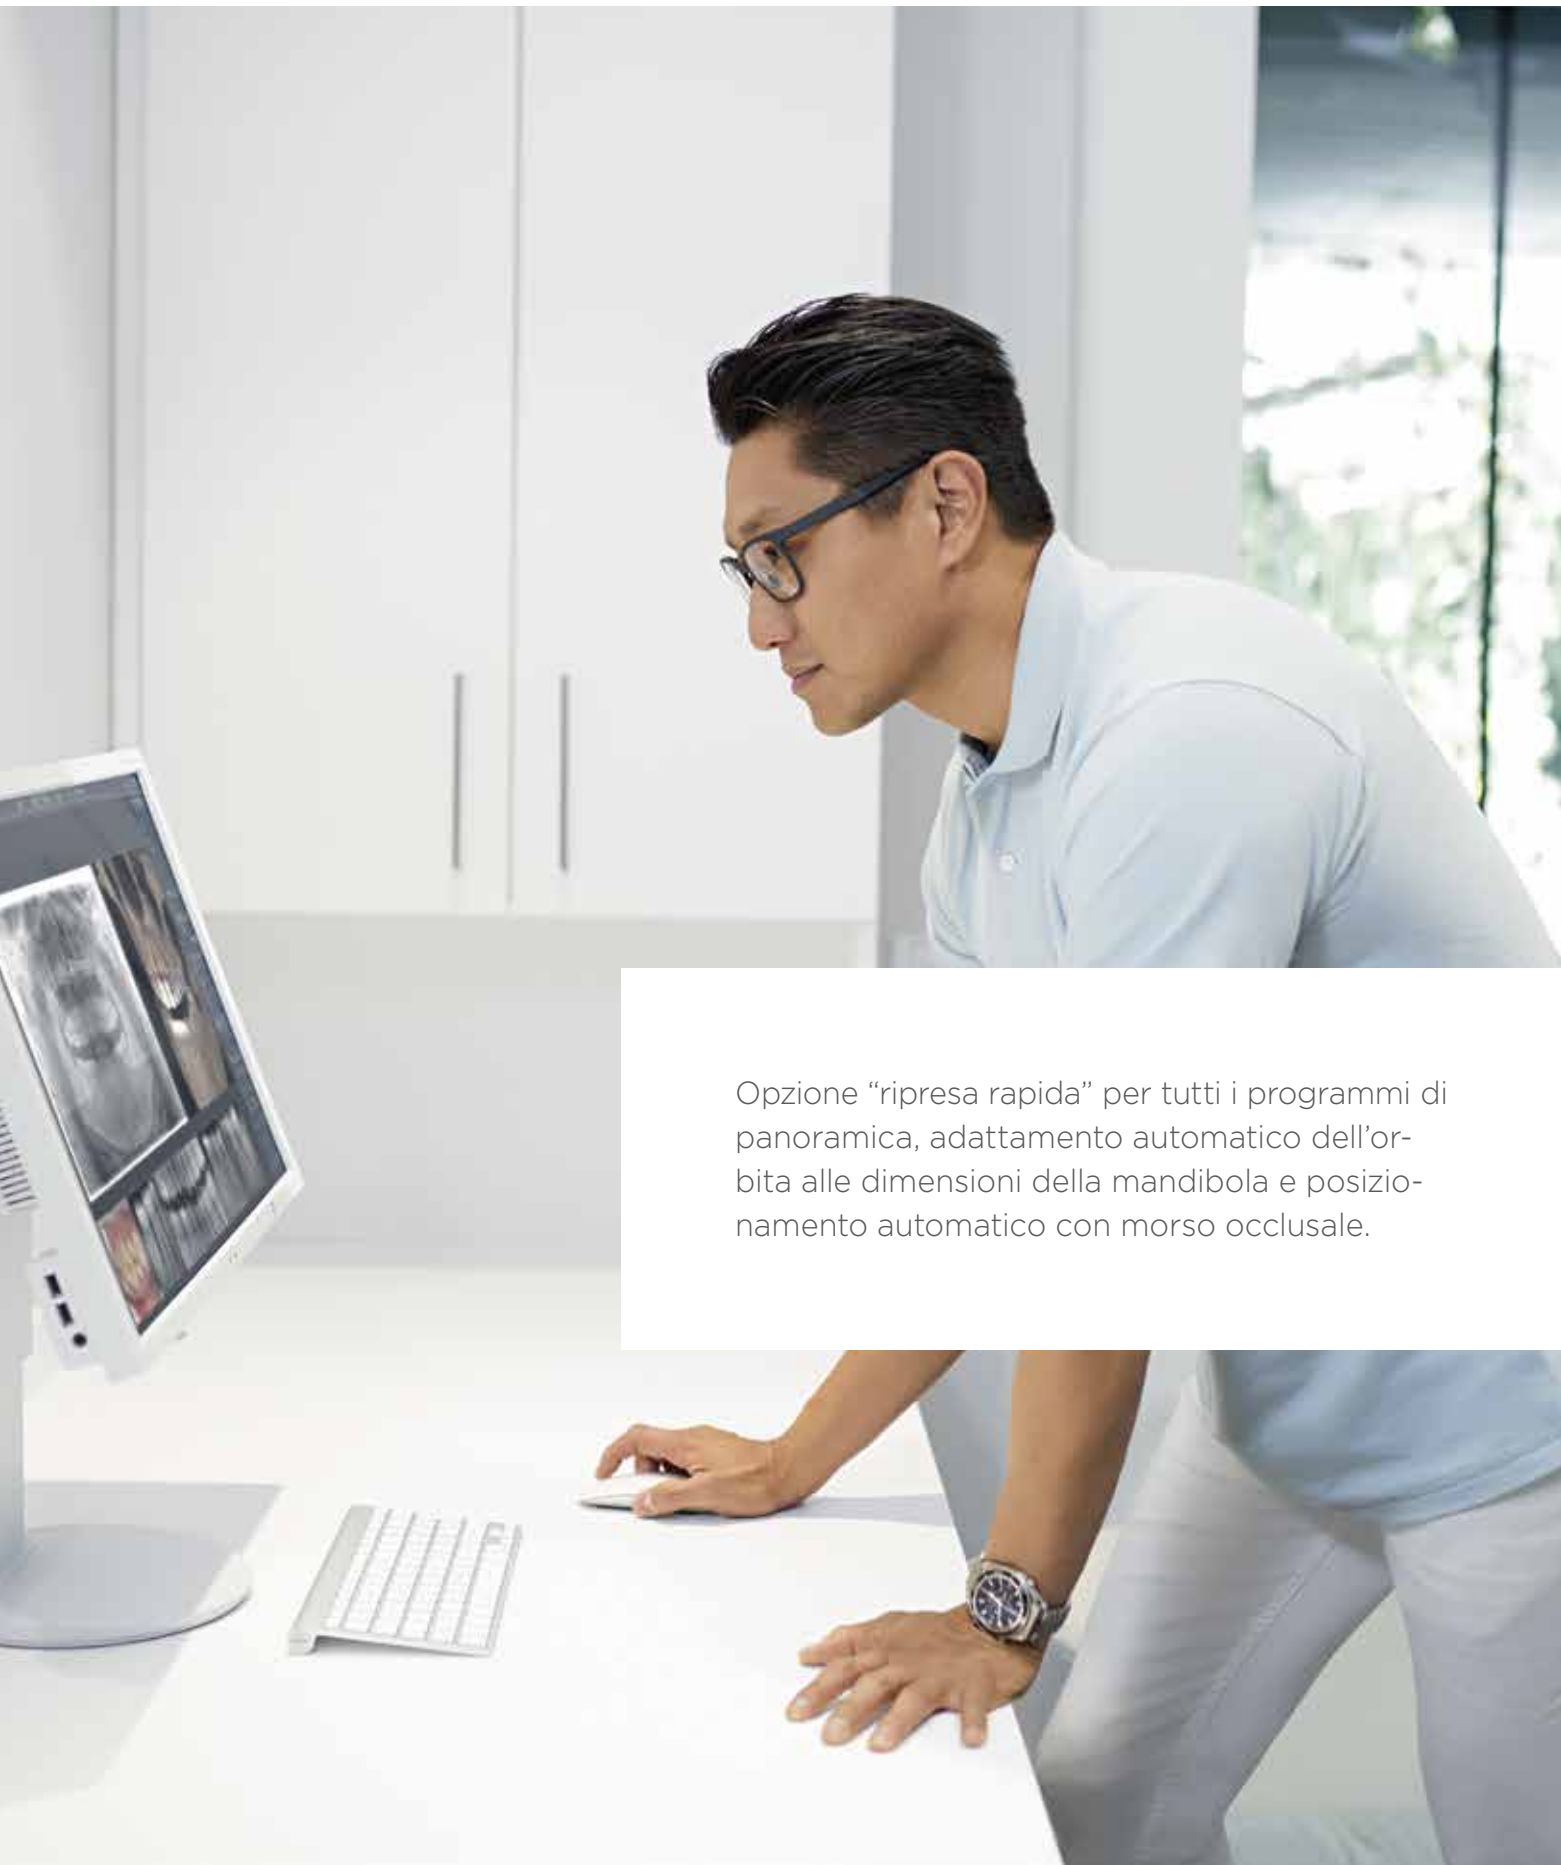 Opzione “ripresa rapida” per tutti i programmi di
panoramica, adattamento automatico dell’or-
bita alle dimensioni della mandibola e posizio-
namento automatico con morso occlusale.